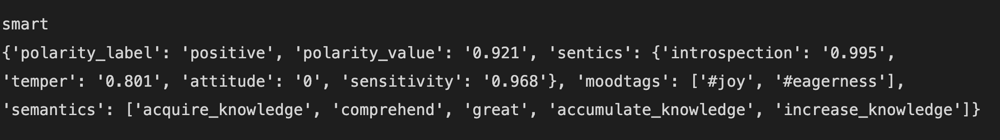 smart
{'polarity_label': 'positive', 'polarity_value': '0.921', 'sentics': {'introspection': '0.995',
'temper': '0.801', 'attitude': '0', 'sensitivity': '0.968'}, 'moodtags': ['#joy', '#eagerness'],
'semantics': ['acquire_knowledge', 'comprehend', 'great', 'accumulate_knowledge', 'increase_knowledge']}